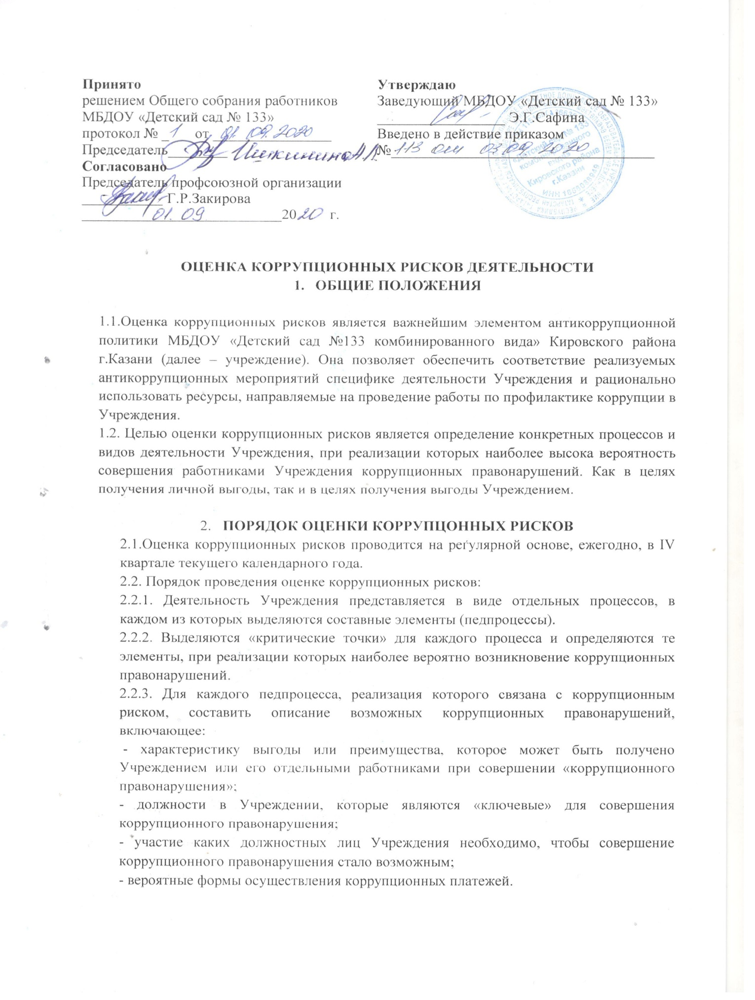 Принято
решением Общего собрания работников
МБДОУ «Детский сад № 133»
протокол № 1 от 01. 09. 2020
Председатель
Согласовано
Председатель профсоюзной организации
Г.Р.Закирова
01. 09 2020 г.
Утверждаю
Заведующий МБДОУ «Детский сад № 133»
Э.Г.Сафина
Введено в действие приказом
№ 113 от 03 09. 2020
«Детский сад № 133
комбинированного
вида»
Кировского района
г.Казани
ОЦЕНКА КОРРУПЦИОННЫХ РИСКОВ ДЕЯТЕЛЬНОСТИ
1. ОБЩИЕ ПОЛОЖЕНИЯ
1.1.Оценка коррупционных рисков является важнейшим элементом антикоррупционной
политики МБДОУ «Детский сад №133 комбинированного вида» Кировского района
г.Казани (далее – учреждение). Она позволяет обеспечить соответствие реализуемых
антикоррупционных мероприятий специфике деятельности Учреждения и рационально
использовать ресурсы, направляемые на проведение работы по профилактике коррупции в
Учреждения.
1.2. Целью оценки коррупционных рисков является определение конкретных процессов и
видов деятельности Учреждения, при реализации которых наиболее высока вероятность
совершения работниками Учреждения коррупционных правонарушений. Как в целях
получения личной выгоды, так и в целях получения выгоды Учреждением.
2. ПОРЯДОК ОЦЕНКИ КОРРУПЦОННЫХ РИСКОВ
2.1.Оценка коррупционных рисков проводится на регулярной основе, ежегодно, в IV
квартале текущего календарного года.
2.2. Порядок проведения оценке коррупционных рисков:
2.2.1. Деятельность Учреждения представляется в виде отдельных процессов, в
каждом из которых выделяются составные элементы (педпроцессы).
2.2.2. Выделяются «критические точки» для каждого процесса и определяются те
элементы, при реализации которых наиболее вероятно возникновение коррупционных
правонарушений.
2.2.3. Для каждого педпроцесса, реализация которого связана с коррупционным
риском, составить описание возможных коррупционных правонарушений,
включающее:
- характеристику выгоды или преимущества, которое может быть получено
Учреждением или его отдельными работниками при совершении «коррупционного
правонарушения»;
- должности в Учреждении, которые являются «ключевые» для совершения
коррупционного правонарушения;
- участие каких должностных лиц Учреждения необходимо, чтобы совершение
коррупционного правонарушения стало возможным;
- вероятные формы осуществления коррупционных платежей.